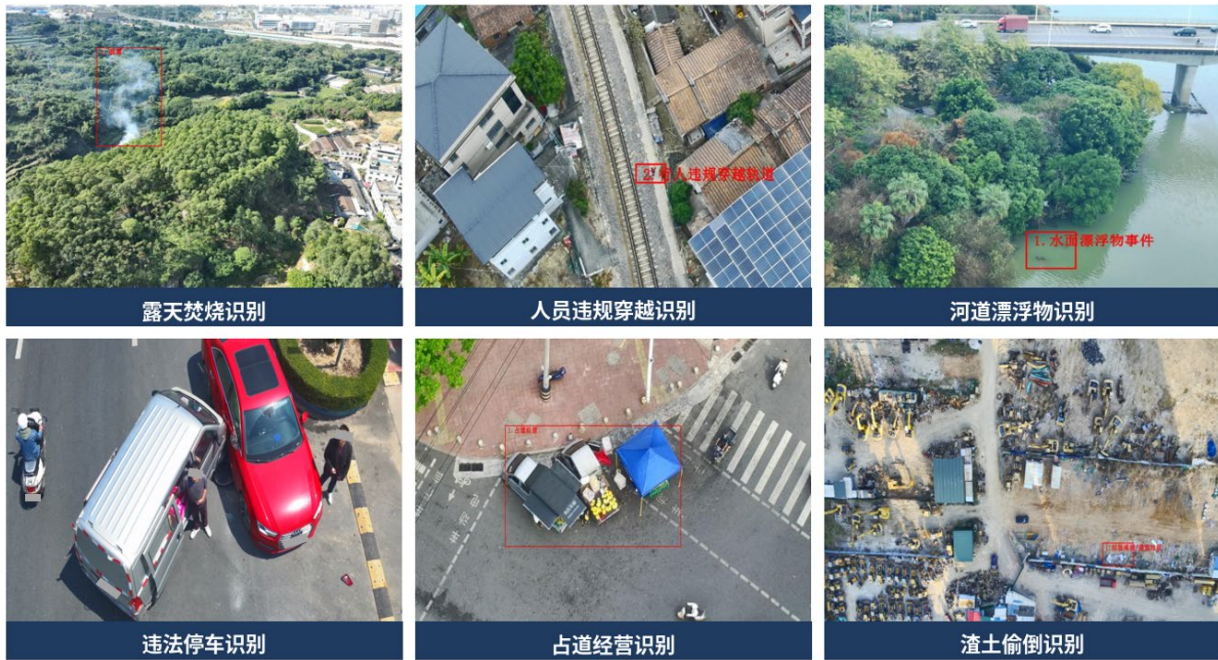 露天焚烧识别
2. 有人违规穿越轨道
人员违规穿越识别
1. 水面漂浮物事件
河道漂浮物识别
违法停车识别
占道经营识别
渣土偷倒识别